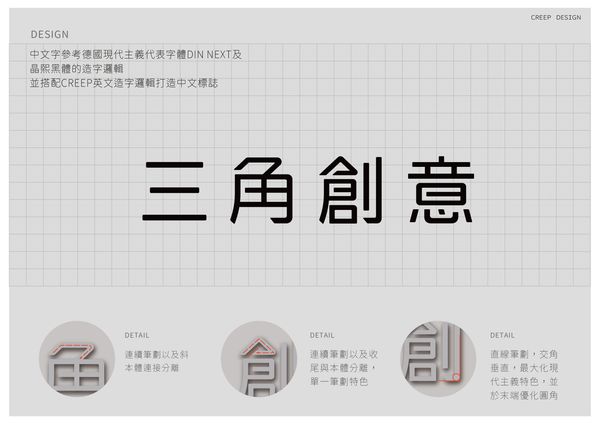 CREEP DESIGN
DESIGN
中文字參考德國現代主義代表字體DIN NEXT及
晶熙黑體的造字邏輯
並搭配CREEP英文造字邏輯打造中文標誌
三角創意
DETAIL
連續筆劃以及斜
本體連接分離
DETAIL
連續筆劃以及收
尾與本體分離，
單一筆劃特色
DETAIL
直線筆劃，交角
垂直，最大化現
代主義特色，並
於末端優化圓角
角
創
創